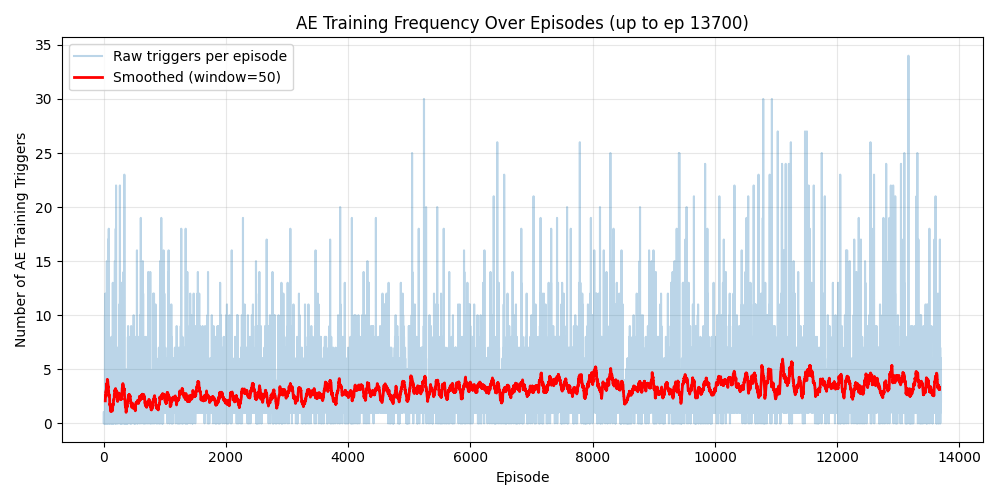 AE Training Frequency Over Episodes (up to ep 13700)
Raw triggers per episode
Smoothed (window=50)
Number of AE Training Triggers
35
30
25
20
15
10
5
0
0 2000 4000 6000 8000 10000 12000 14000
Episode